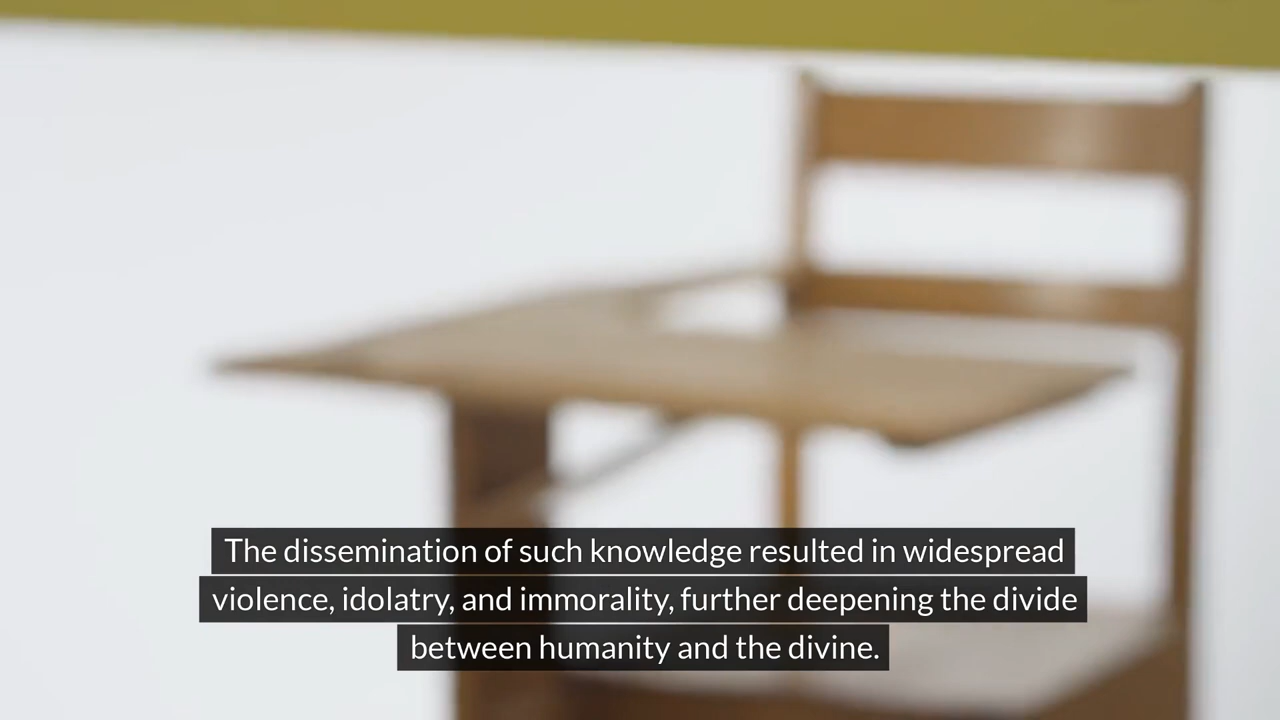 The dissemination of such knowledge resulted in widespread
violence, idolatry, and immorality, further deepening the divide
between humanity and the divine.